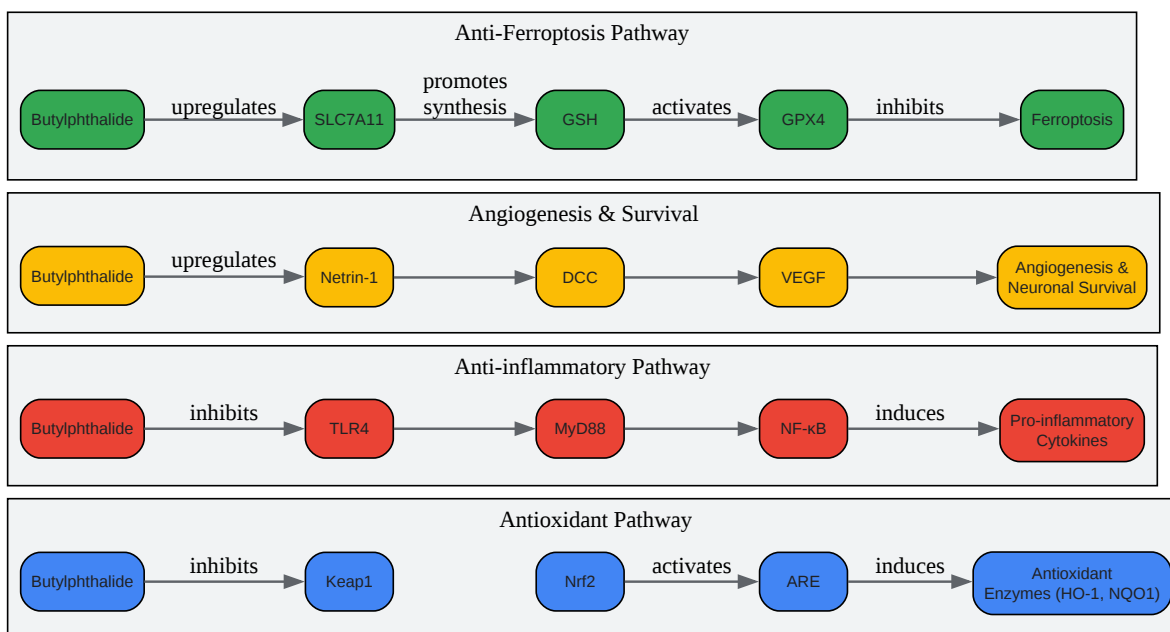 Anti-Ferroptosis Pathway
Butylphthalide
upregulates
SLC7A11
promotes
synthesis
GSH
activates
GPX4
inhibits
Ferroptosis
Angiogenesis & Survival
Butylphthalide
upregulates
Netrin-1
DCC
VEGF
Angiogenesis &
Neuronal Survival
Anti-inflammatory Pathway
Butylphthalide
inhibits
TLR4
MyD88
NF-κB
induces
Pro-inflammatory
Cytokines
Antioxidant Pathway
Butylphthalide
inhibits
Keap1
Nrf2
activates
ARE
induces
Antioxidant
Enzymes (HO-1, NQO1)